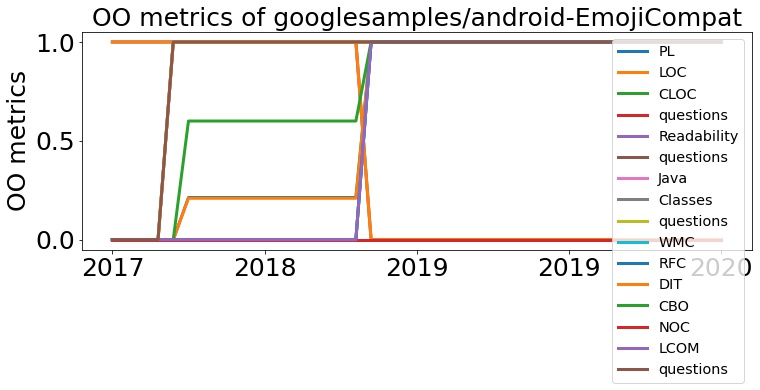 OO metrics of googlesamples/android-EmojiCompat
OO metrics
1.0
0.5
0.0
2017 2018 2019 2019 2020
PL
LOC
CLOC
questions
Readability
questions
Java
Classes
questions
WMC
RFC
DIT
CBO
NOC
LCOM
questions